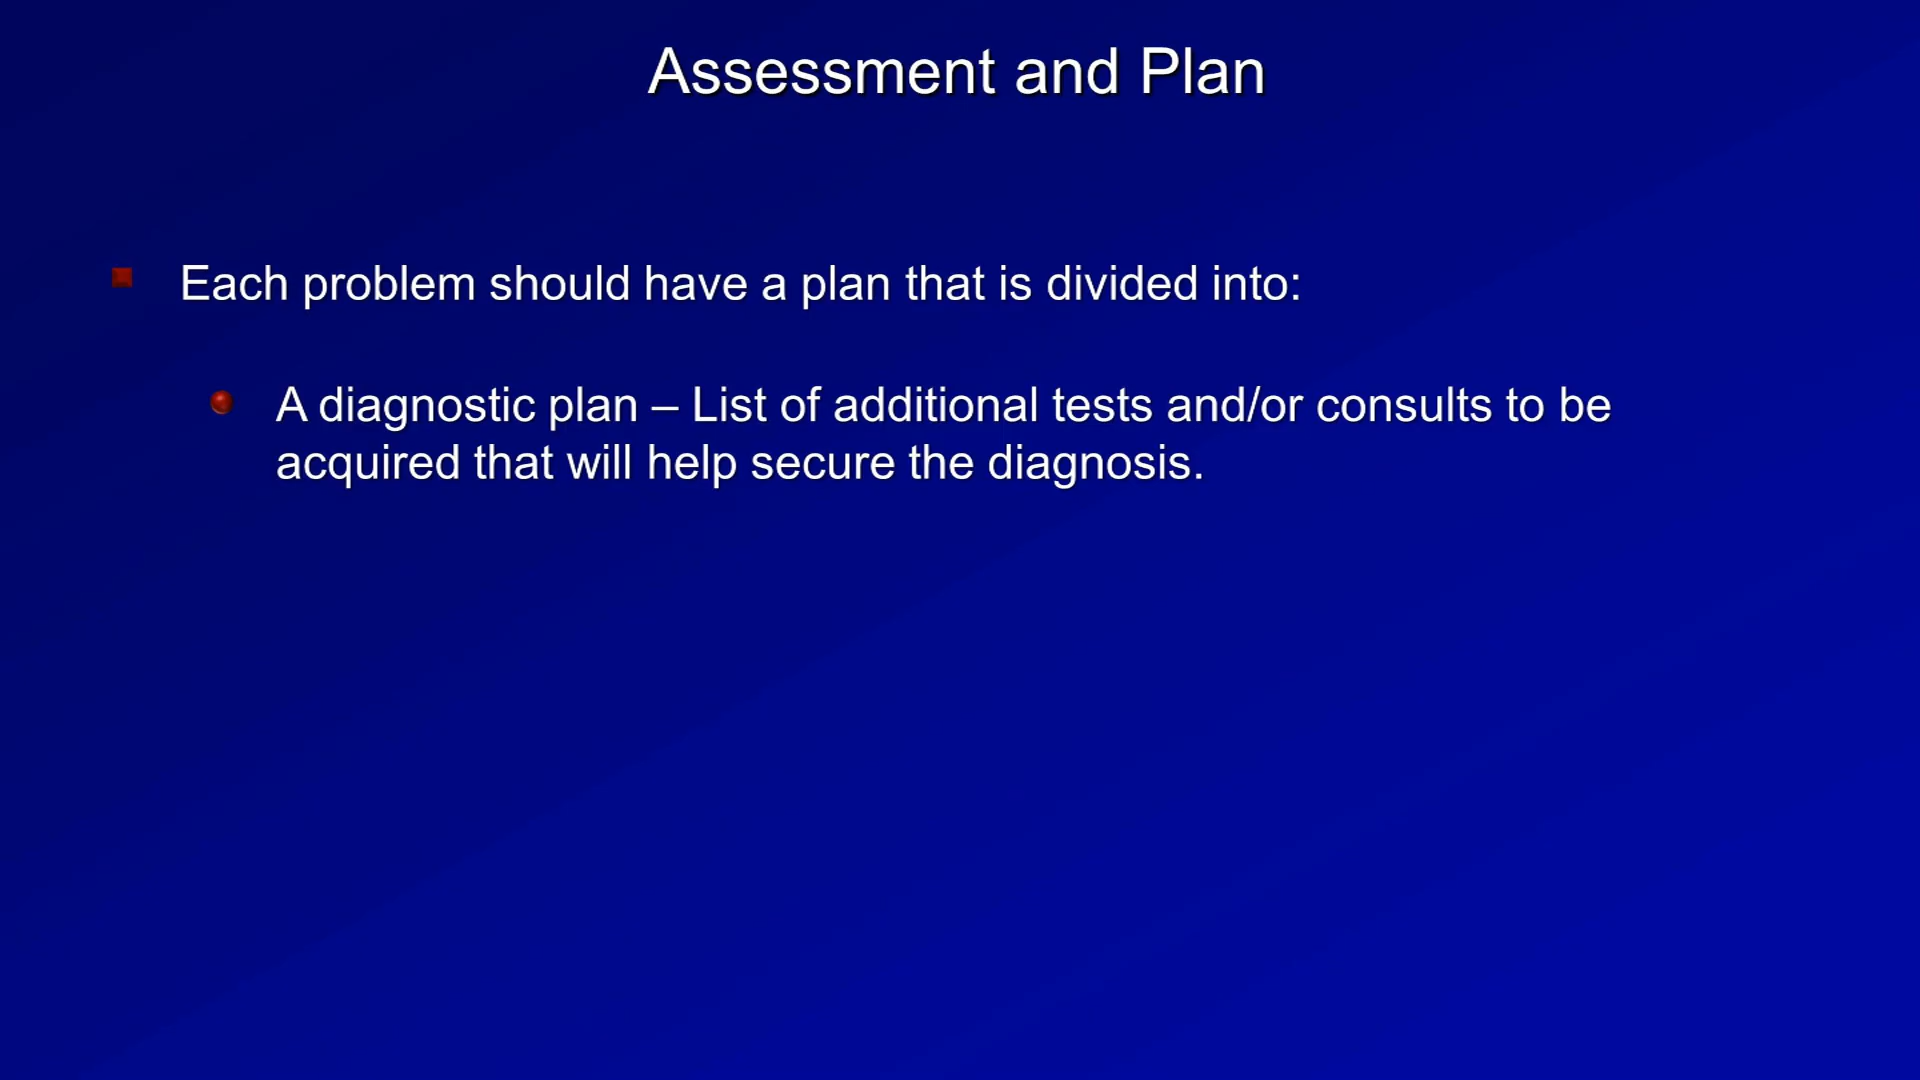 Assessment and Plan
Each problem should have a plan that is divided into:
A diagnostic plan – List of additional tests and/or consults to be
acquired that will help secure the diagnosis.